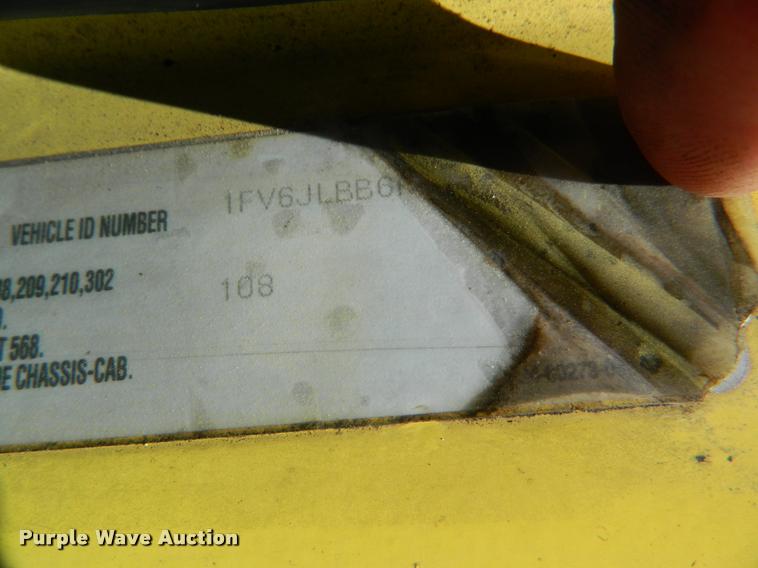 VEHICLE ID NUMBER 1FV6JLBB6
8,209,210,302 108
T 568.
E CHASSIS-CAB.
Purple Wave Auction